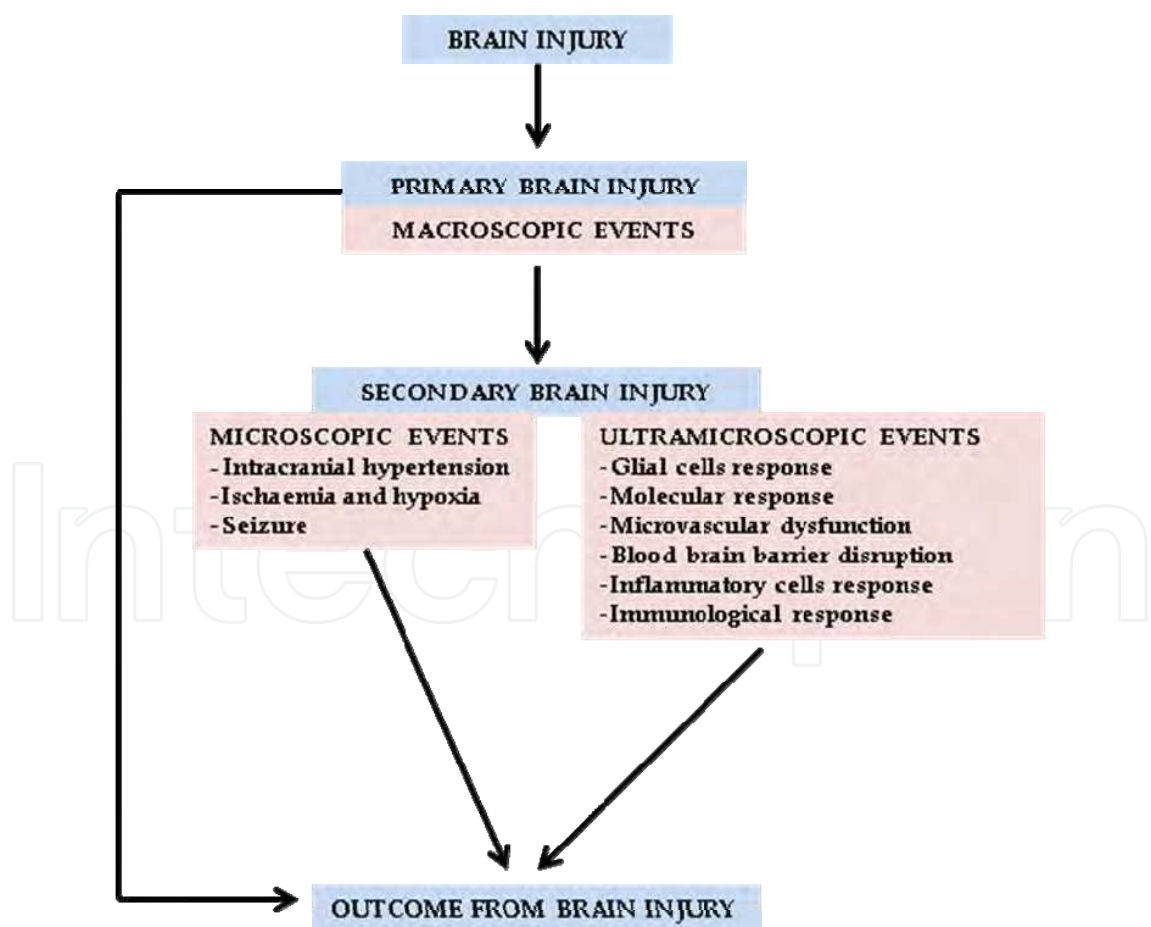 BRAIN INJURY
PRIMARY BRAIN INJURY
MACROSCOPIC EVENTS
SECONDARY BRAIN INJURY
MICROSCOPIC EVENTS
-Intracranial hypertension
-Ischaemia and hypoxia
-Seizure
ULTRAMICROSCOPIC EVENTS
-Glial cells response
-Molecular response
-Microvascular dysfunction
-Blood brain barrier disruption
-Inflammatory cells response
-Immunological response
OUTCOME FROM BRAIN INJURY